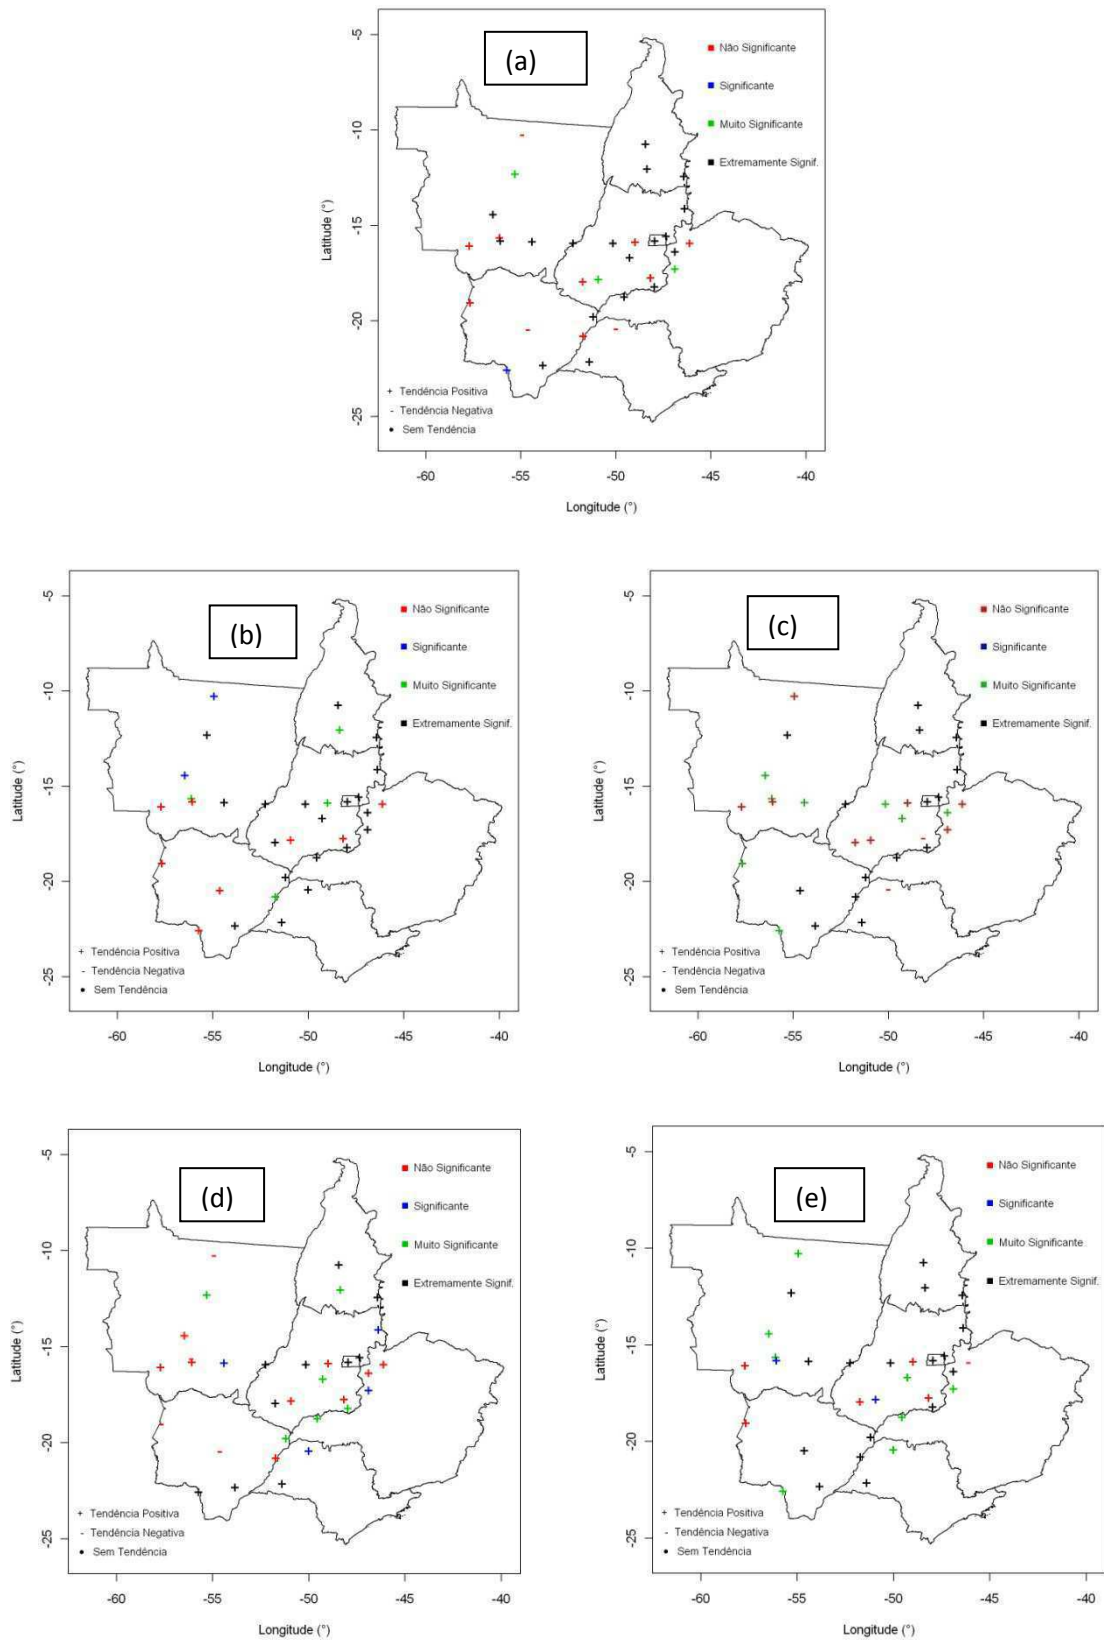 (a)
Não Significante
Significante
Muito Significante
Extremamente Signif.
+ Tendência Positiva
- Tendência Negativa
• Sem Tendência
Latitude (°)
-5
-10
-15
-20
-25
-60 -55 -50 -45 -40
Longitude (°)
(b)
Não Significante
Significante
Muito Significante
Extremamente Signif.
+ Tendência Positiva
- Tendência Negativa
• Sem Tendência
Latitude (°)
-5
-10
-15
-20
-25
-60 -55 -50 -45 -40
Longitude (°)
(c)
Não Significante
Significante
Muito Significante
Extremamente Signif.
+ Tendência Positiva
- Tendência Negativa
• Sem Tendência
Latitude (°)
-5
-10
-15
-20
-25
-60 -55 -50 -45 -40
Longitude (°)
(d)
Não Significante
Significante
Muito Significante
Extremamente Signif.
+ Tendência Positiva
- Tendência Negativa
• Sem Tendência
Latitude (°)
-5
-10
-15
-20
-25
-60 -55 -50 -45 -40
Longitude (°)
(e)
Não Significante
Significante
Muito Significante
Extremamente Signif.
+ Tendência Positiva
- Tendência Negativa
• Sem Tendência
Latitude (°)
-5
-10
-15
-20
-25
-60 -55 -50 -45 -40
Longitude (°)